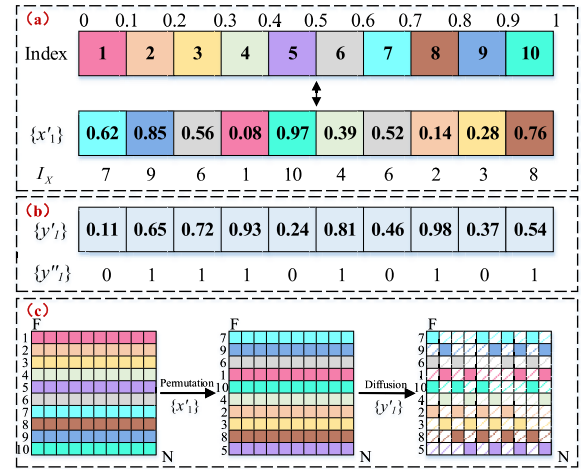 (a) 0 0.1 0.2 0.3 0.4 0.5 0.6 0.7 0.8 0.9 1
Index 1 2 3 4 5 6 7 8 9 10
{x'₁} 0.62 0.85 0.56 0.08 0.97 0.39 0.52 0.14 0.28 0.76
I_X 7 9 6 1 10 4 6 2 3 8
(b)
{y'₁} 0.11 0.65 0.72 0.93 0.24 0.81 0.46 0.98 0.37 0.54
{y''₁} 0 1 1 1 0 1 0 1 0 1
(c)
F
1
2
3
4
5
6
7
8
9
10
N
Permutation
{x'₁}
F
7
9
6
1
10
4
2
3
8
5
N
Diffusion
{y'₁}
F
7
9
6
1
10
4
2
3
8
5
N